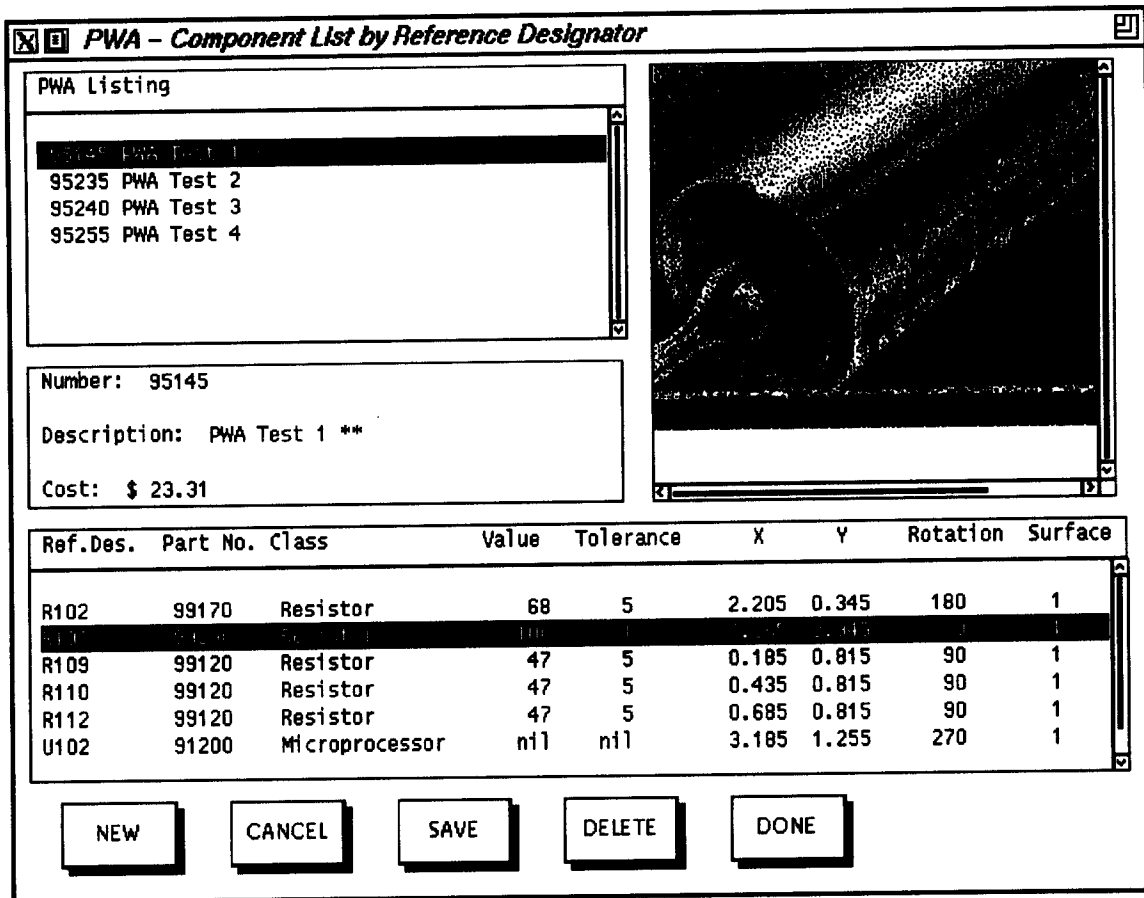 PWA – Component List by Reference Designator
PWA Listing
95145 PWA Test 1
95235 PWA Test 2
95240 PWA Test 3
95255 PWA Test 4
Number: 95145
Description: PWA Test 1 **
Cost: $ 23.31
Ref.Des. Part No. Class Value Tolerance X Y Rotation Surface
R102 99170 Resistor 68 5 2.205 0.345 180 1
R109 99120 Resistor 47 5 0.185 0.815 90 1
R110 99120 Resistor 47 5 0.435 0.815 90 1
R112 99120 Resistor 47 5 0.685 0.815 90 1
U102 91200 Microprocessor nil nil 3.185 1.255 270 1
NEW CANCEL SAVE DELETE DONE